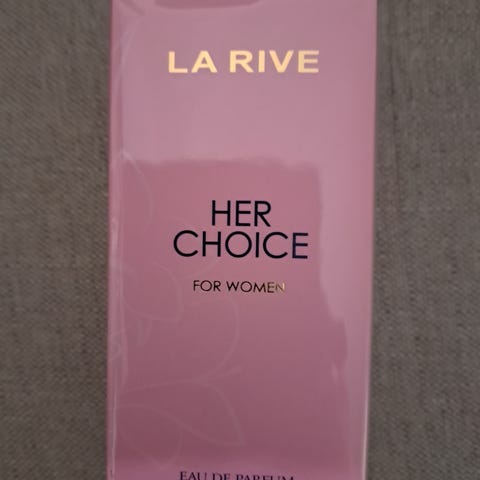 LA RIVE
HER
CHOICE
FOR WOMEN
EAU DE PARFUM